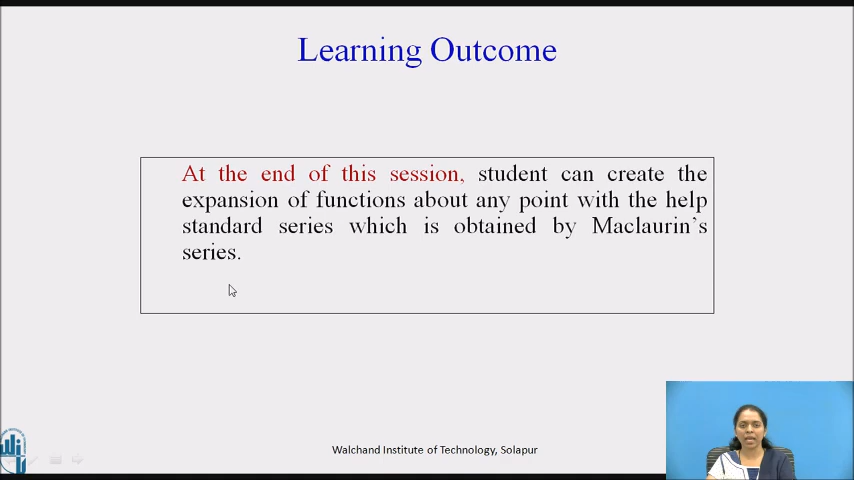 Learning Outcome
At the end of this session, student can create the
expansion of functions about any point with the help
standard series which is obtained by Maclaurin's
series.
Walchand Institute of Technology, Solapur